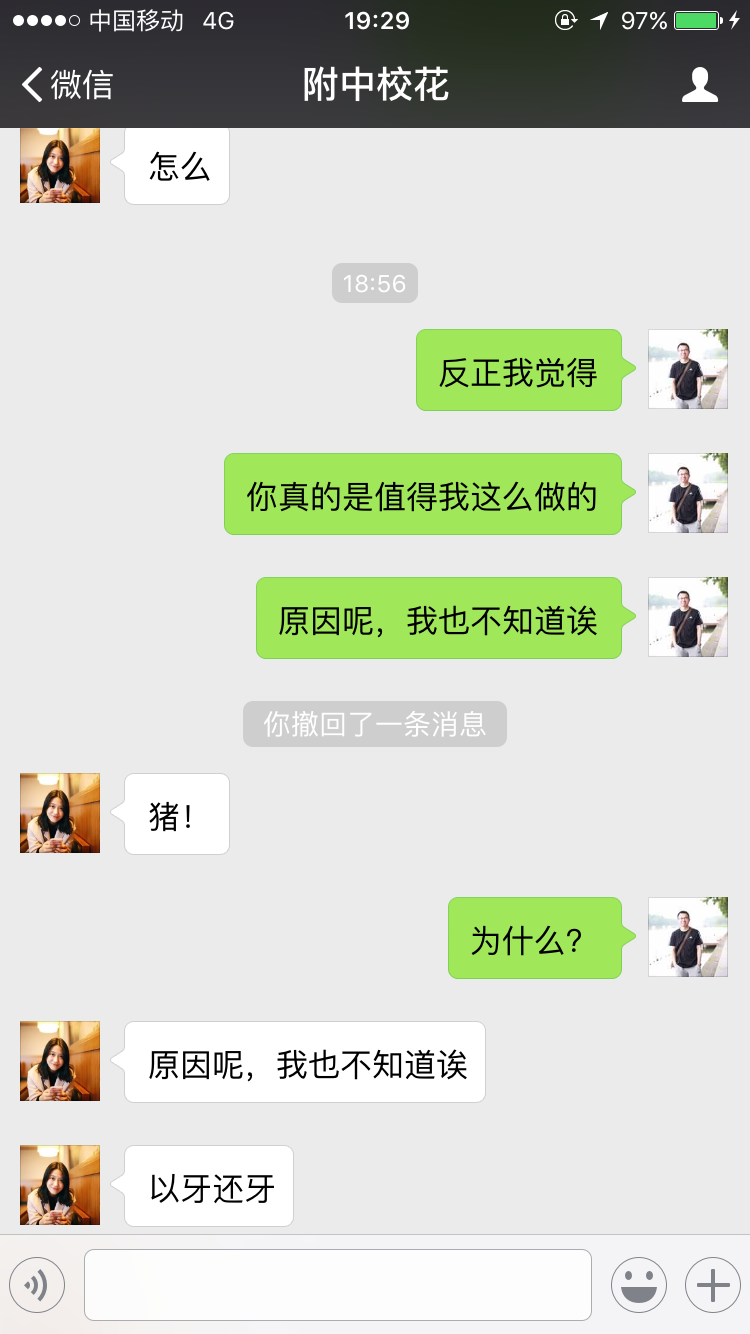 中国移动 4G 19:29 97%
微信 附中校花
怎么
18:56
反正我觉得
你真的是值得我这么做的
原因呢，我也不知道诶
你撤回了一条消息
猪！
为什么?
原因呢，我也不知道诶
以牙还牙